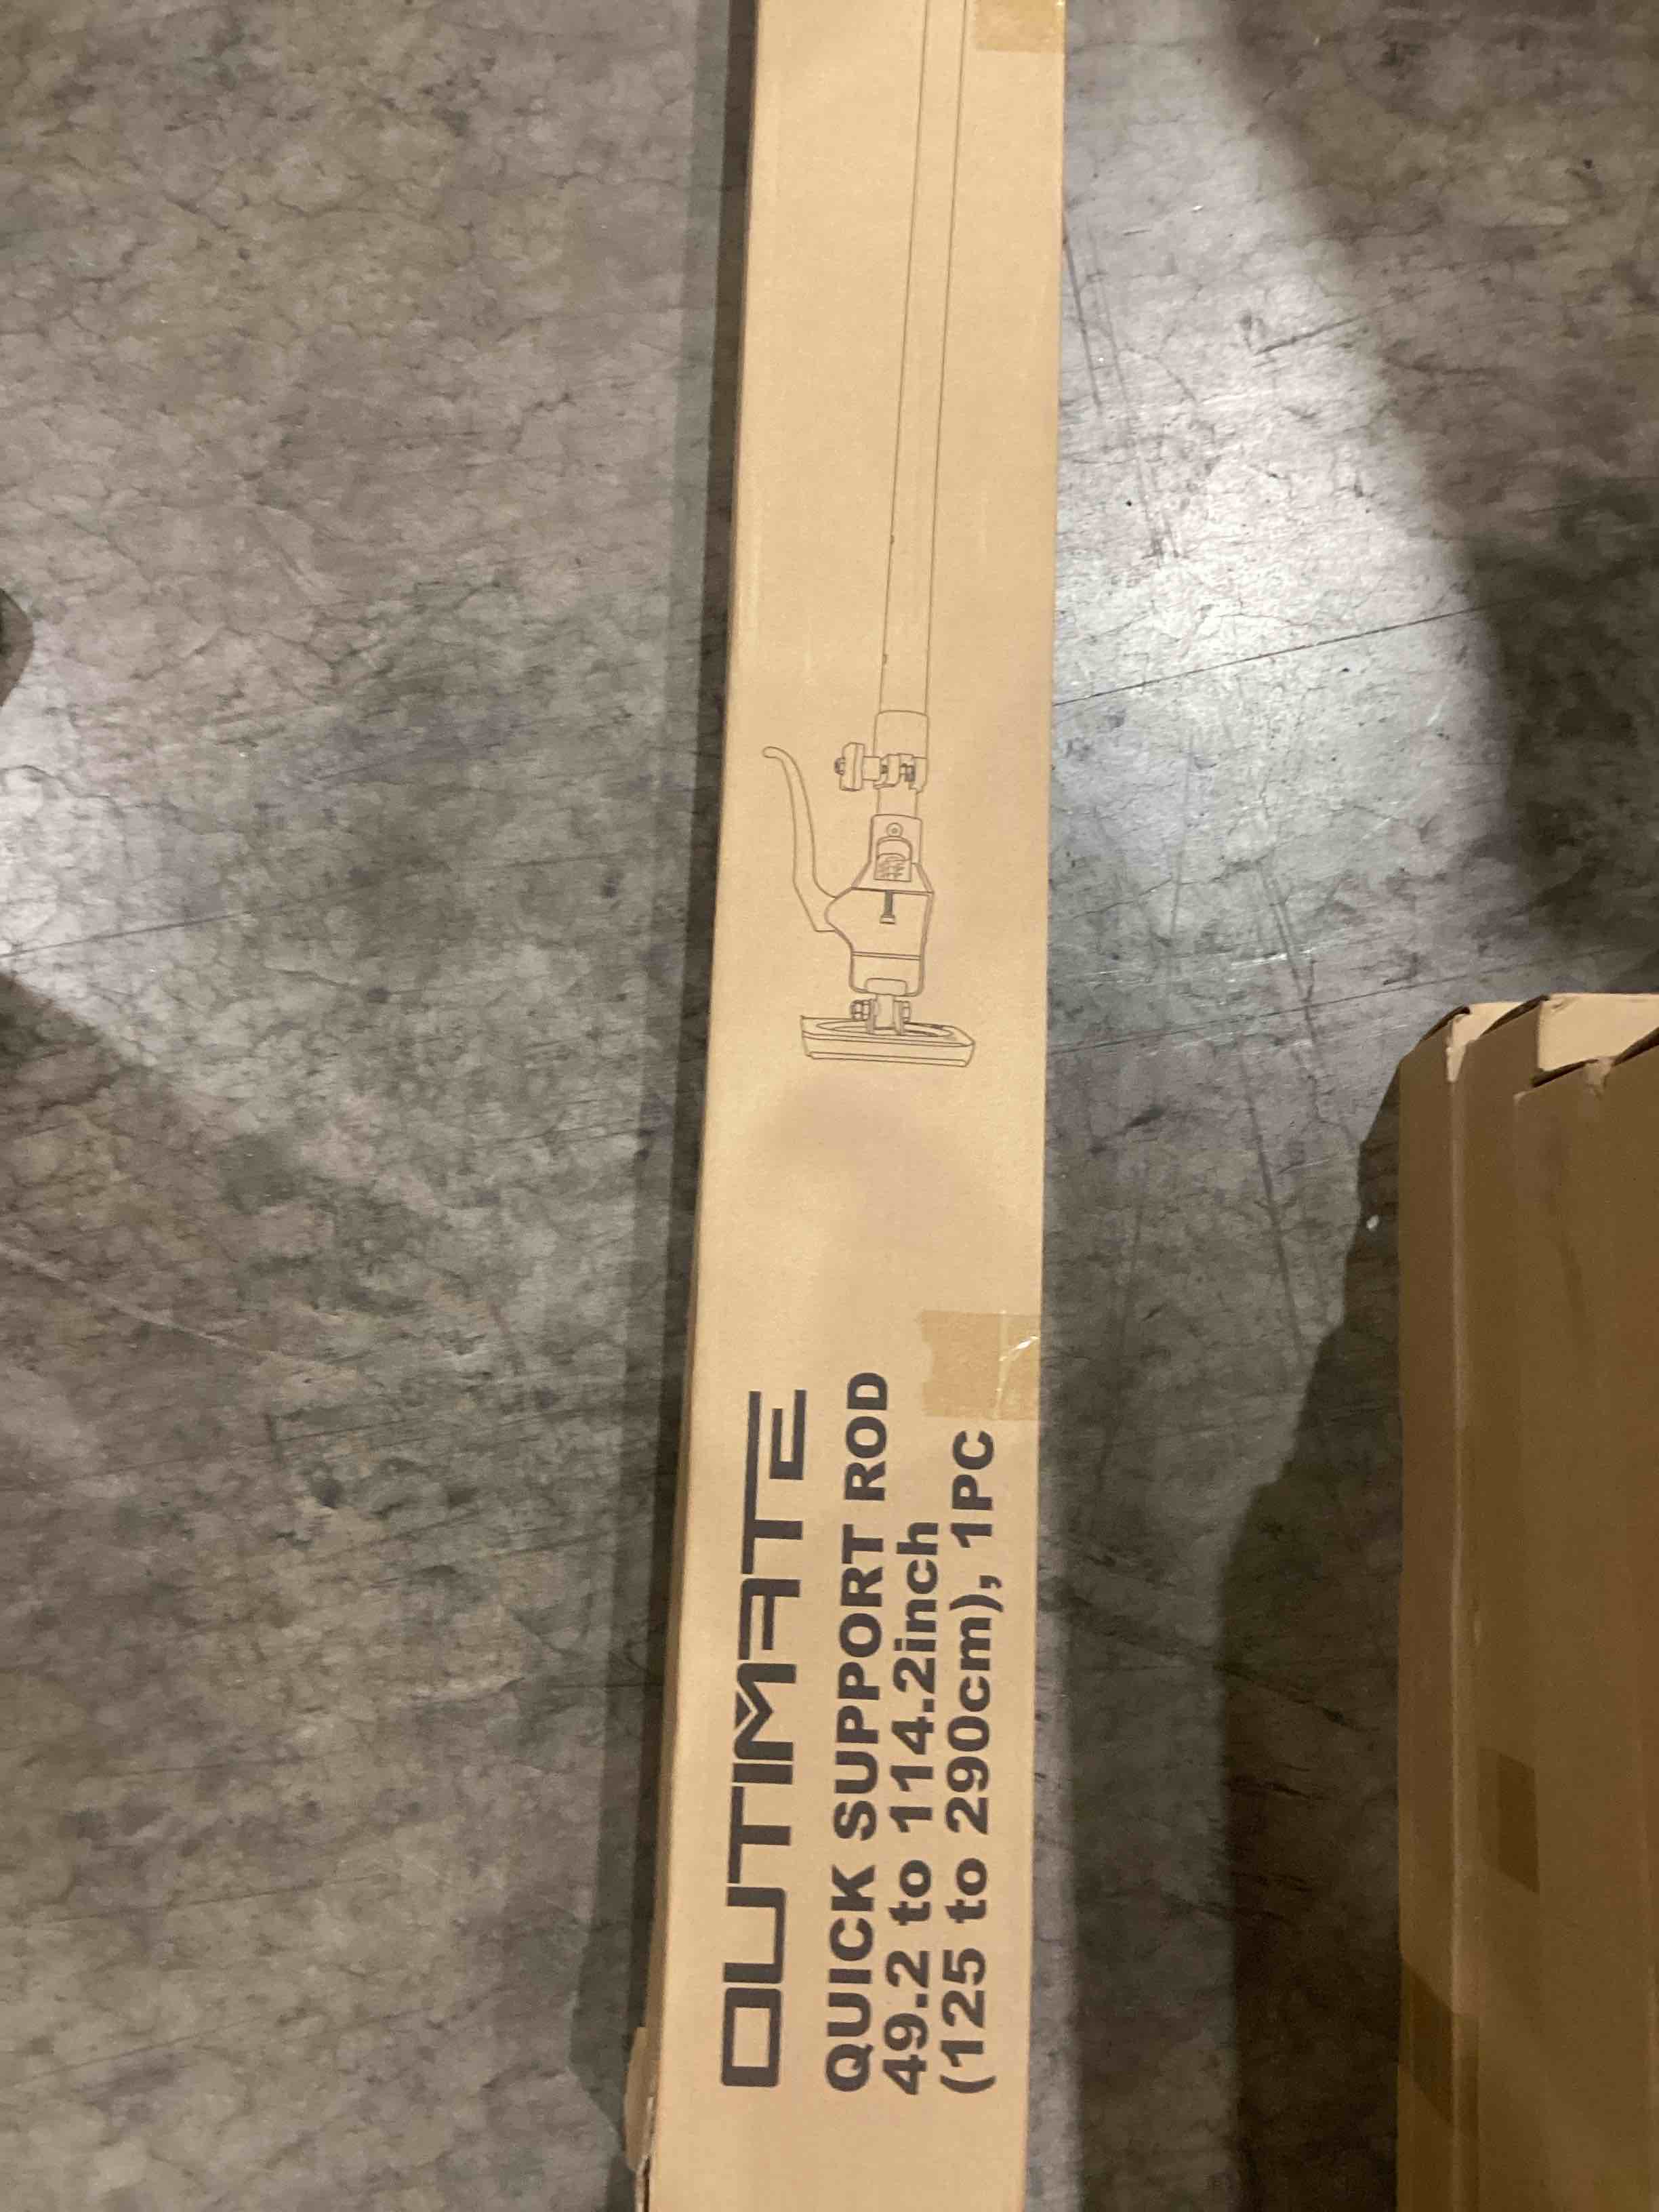 OUTIMATE
QUICK SUPPORT ROD
49.2 to 114.2inch
(125 to 290cm), 1PC